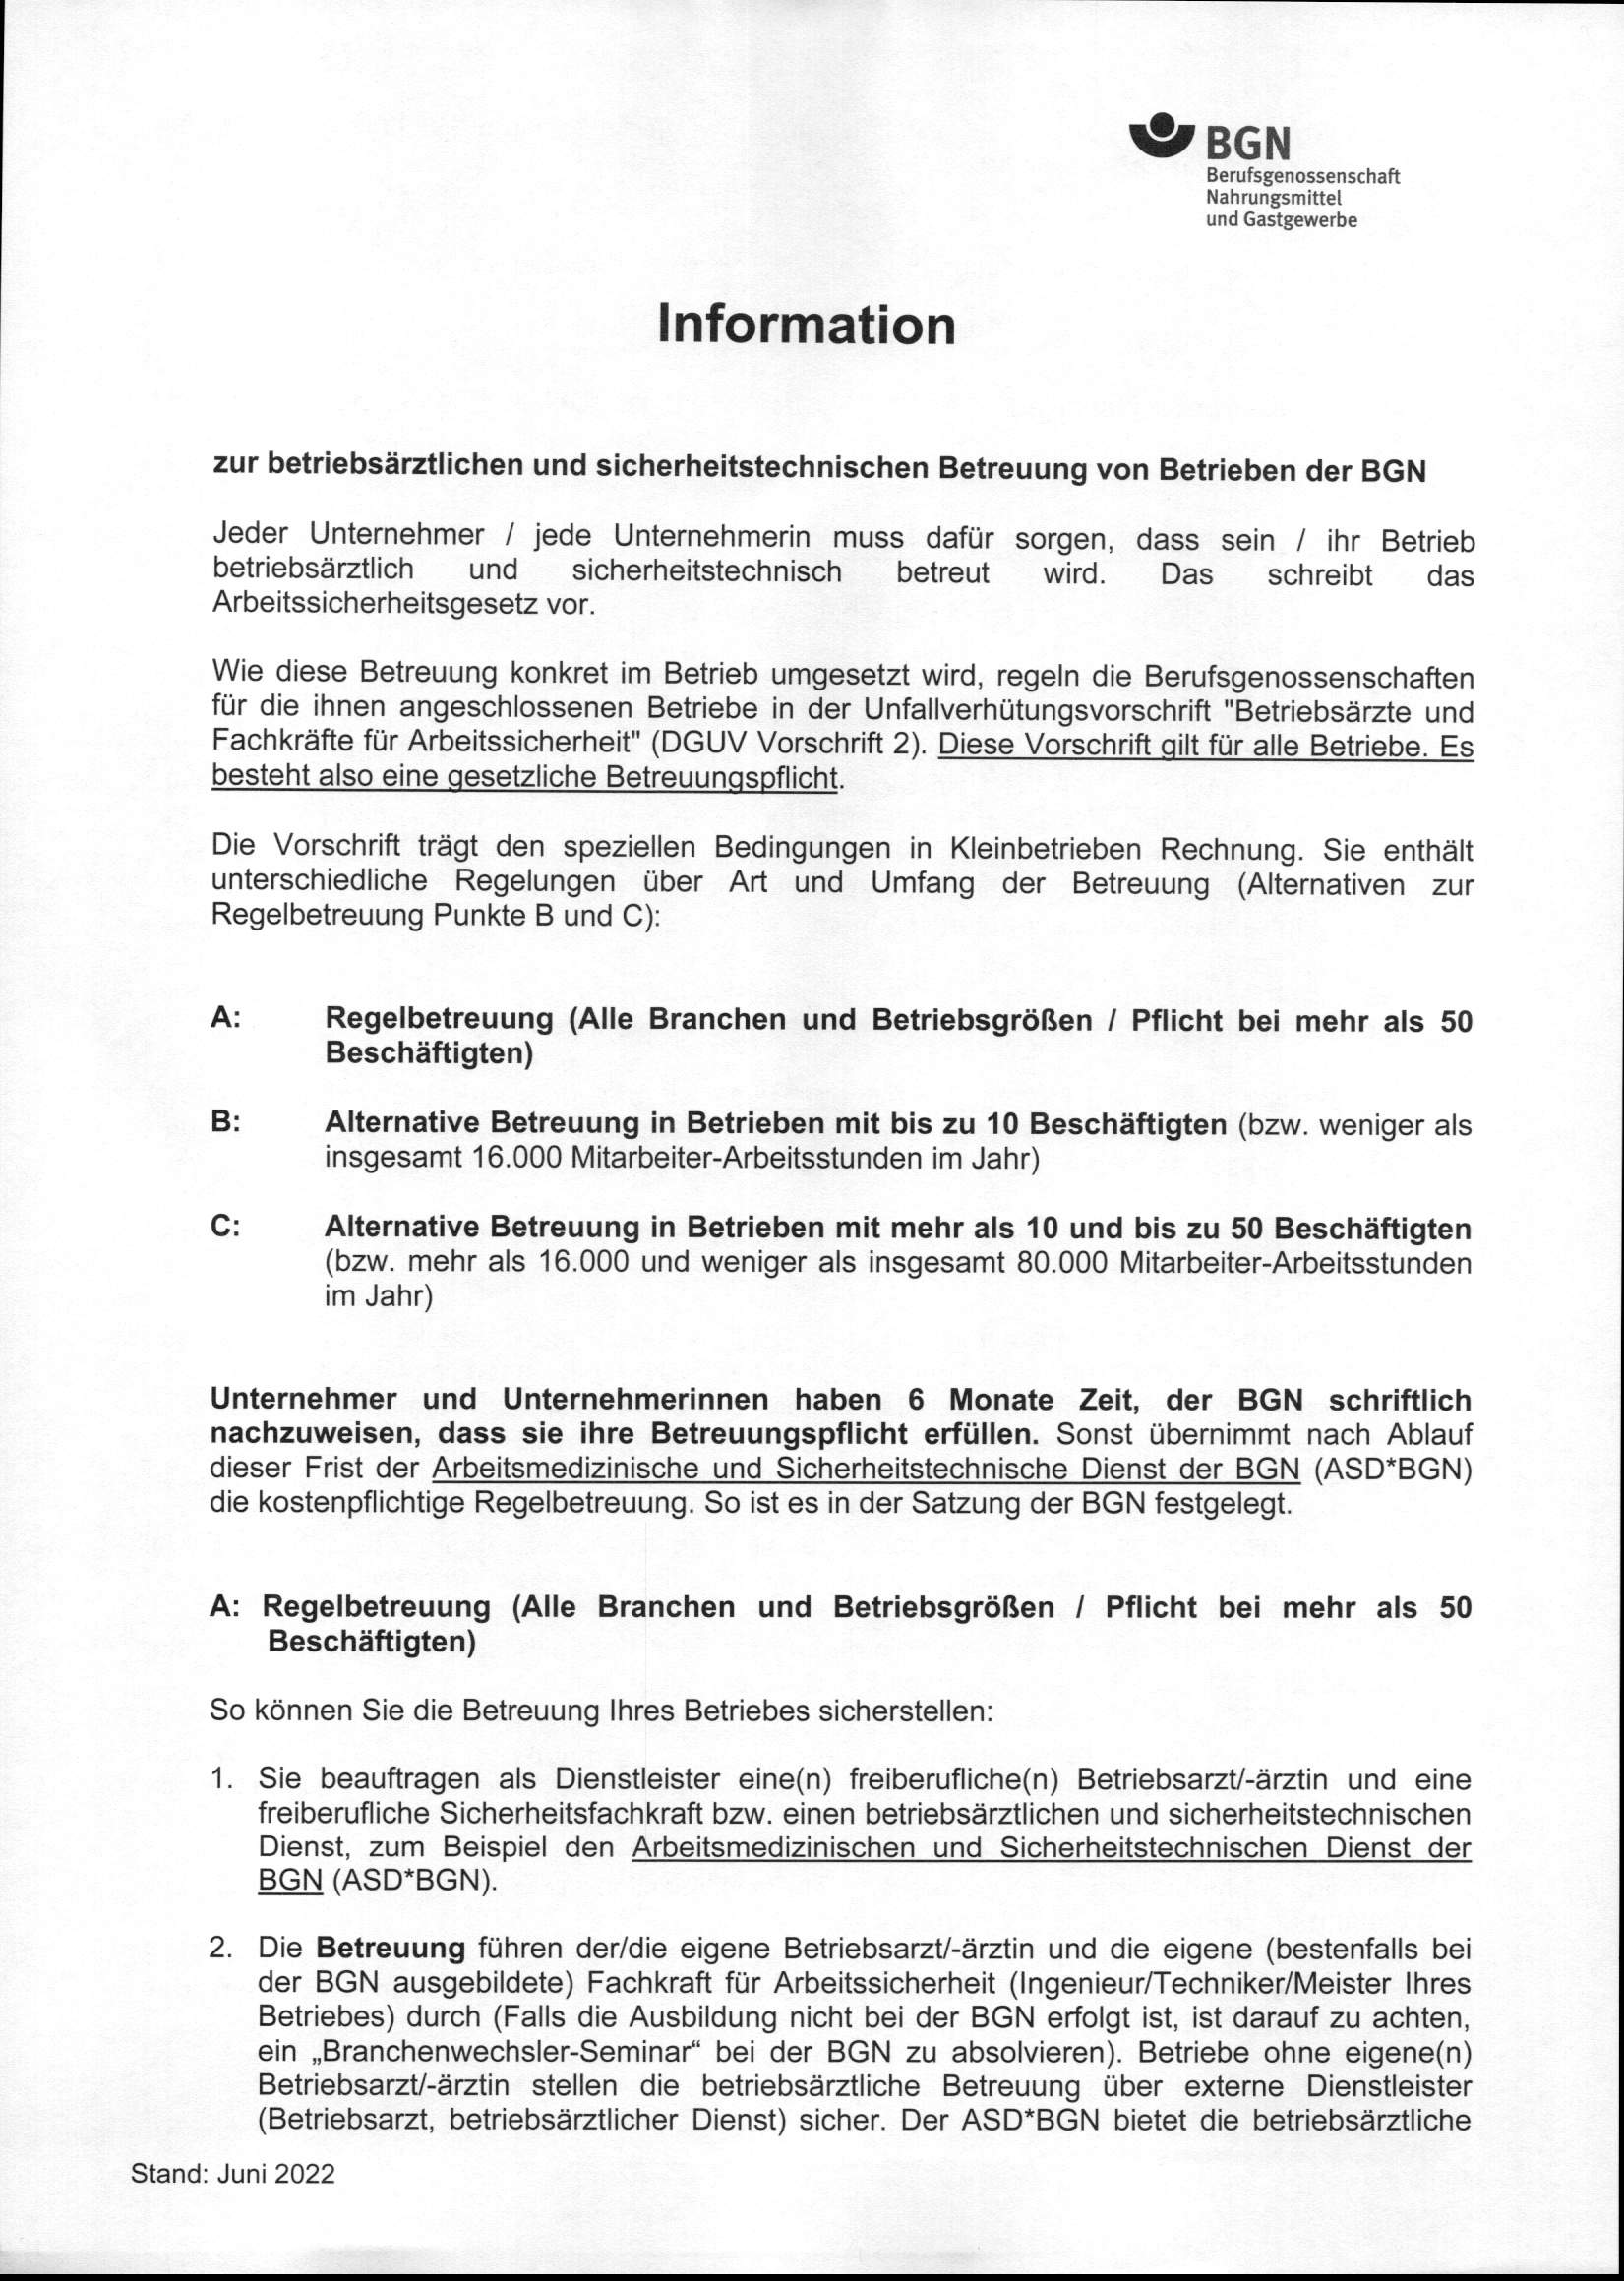 BGN
Berufsgenossenschaft
Nahrungsmittel
und Gastgewerbe
Information
zur betriebsärztlichen und sicherheitstechnischen Betreuung von Betrieben der BGN
Jeder Unternehmer / jede Unternehmerin muss dafür sorgen, dass sein / ihr Betrieb
betriebsärztlich und sicherheitstechnisch betreut wird. Das schreibt das
Arbeitssicherheitsgesetz vor.
Wie diese Betreuung konkret im Betrieb umgesetzt wird, regeln die Berufsgenossenschaften
für die ihnen angeschlossenen Betriebe in der Unfallverhütungsvorschrift "Betriebsärzte und
Fachkräfte für Arbeitssicherheit" (DGUV Vorschrift 2). Diese Vorschrift gilt für alle Betriebe. Es
besteht also eine gesetzliche Betreuungspflicht.
Die Vorschrift trägt den speziellen Bedingungen in Kleinbetrieben Rechnung. Sie enthält
unterschiedliche Regelungen über Art und Umfang der Betreuung (Alternativen zur
Regelbetreuung Punkte B und C):
A: Regelbetreuung (Alle Branchen und Betriebsgrößen / Pflicht bei mehr als 50
Beschäftigten)
B: Alternative Betreuung in Betrieben mit bis zu 10 Beschäftigten (bzw. weniger als
insgesamt 16.000 Mitarbeiter-Arbeitsstunden im Jahr)
C: Alternative Betreuung in Betrieben mit mehr als 10 und bis zu 50 Beschäftigten
(bzw. mehr als 16.000 und weniger als insgesamt 80.000 Mitarbeiter-Arbeitsstunden
im Jahr)
Unternehmer und Unternehmerinnen haben 6 Monate Zeit, der BGN schriftlich
nachzuweisen, dass sie ihre Betreuungspflicht erfüllen. Sonst übernimmt nach Ablauf
dieser Frist der Arbeitsmedizinische und Sicherheitstechnische Dienst der BGN (ASD*BGN)
die kostenpflichtige Regelbetreuung. So ist es in der Satzung der BGN festgelegt.
A: Regelbetreuung (Alle Branchen und Betriebsgrößen / Pflicht bei mehr als 50
Beschäftigten)
So können Sie die Betreuung Ihres Betriebes sicherstellen:
1. Sie beauftragen als Dienstleister eine(n) freiberufliche(n) Betriebsarzt/-ärztin und eine
freiberufliche Sicherheitsfachkraft bzw. einen betriebsärztlichen und sicherheitstechnischen
Dienst, zum Beispiel den Arbeitsmedizinischen und Sicherheitstechnischen Dienst der
BGN (ASD*BGN).
2. Die Betreuung führen der/die eigene Betriebsarzt/-ärztin und die eigene (bestenfalls bei
der BGN ausgebildete) Fachkraft für Arbeitssicherheit (Ingenieur/Techniker/Meister Ihres
Betriebes) durch (Falls die Ausbildung nicht bei der BGN erfolgt ist, ist darauf zu achten,
ein „Branchenwechsler-Seminar“ bei der BGN zu absolvieren). Betriebe ohne eigene(n)
Betriebsarzt/-ärztin stellen die betriebsärztliche Betreuung über externe Dienstleister
(Betriebsarzt, betriebsärztlicher Dienst) sicher. Der ASD*BGN bietet die betriebsärztliche
Stand: Juni 2022